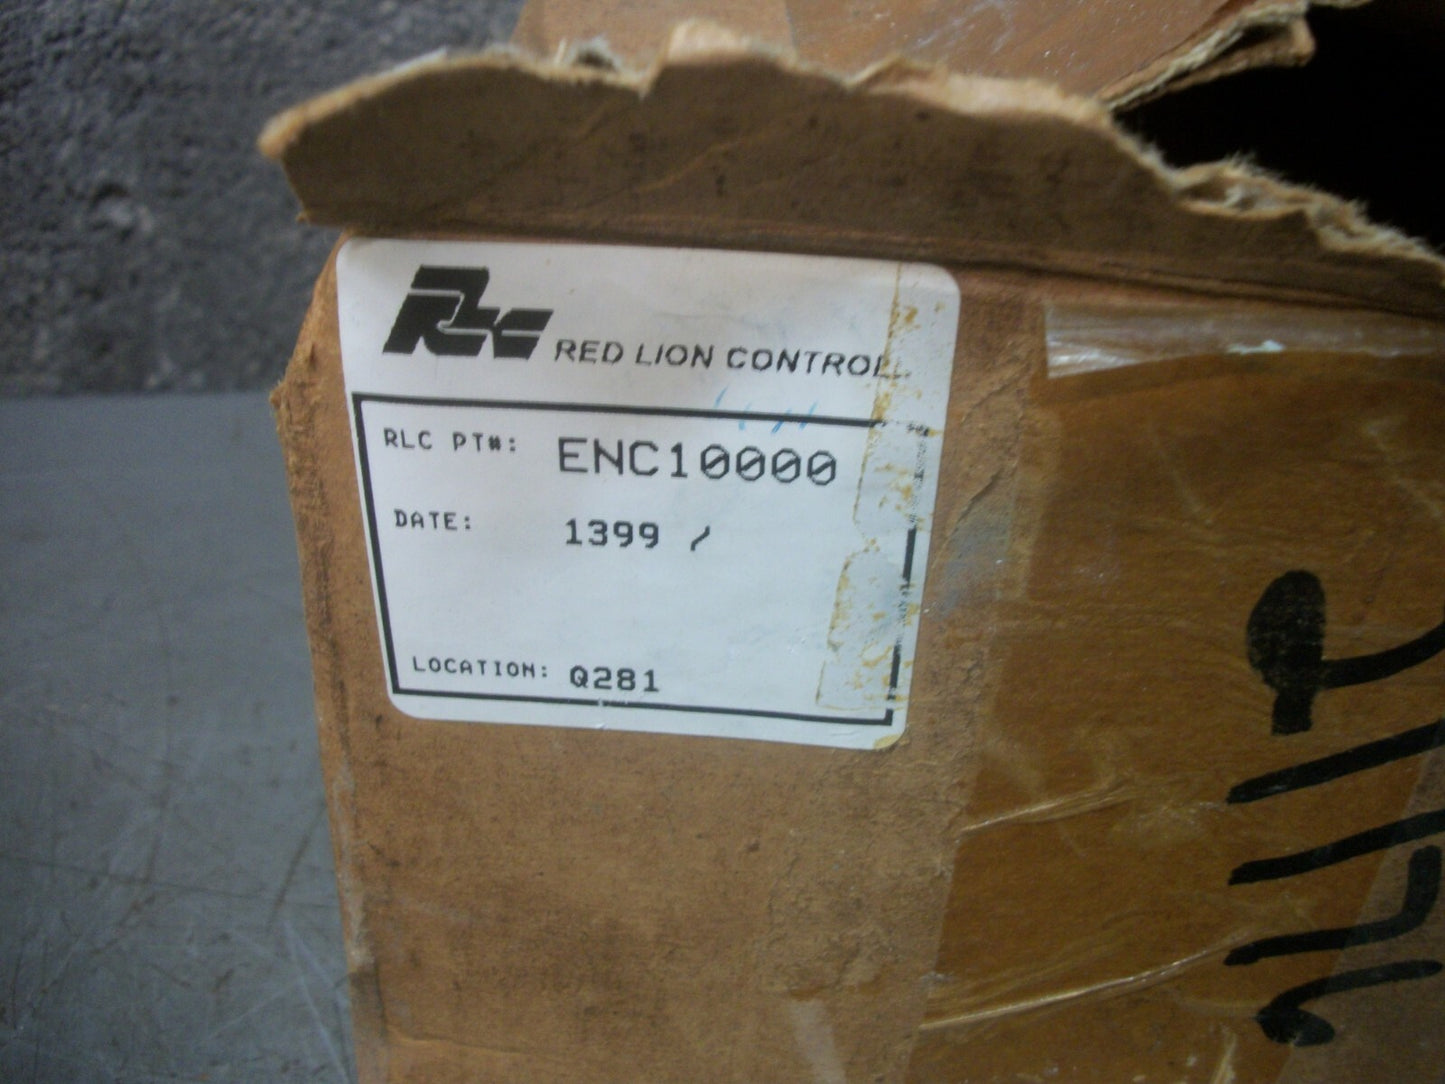 RLC RED LION CONTROL
RLC PT#: ENC10000
DATE: 1399 /
LOCATION: Q281